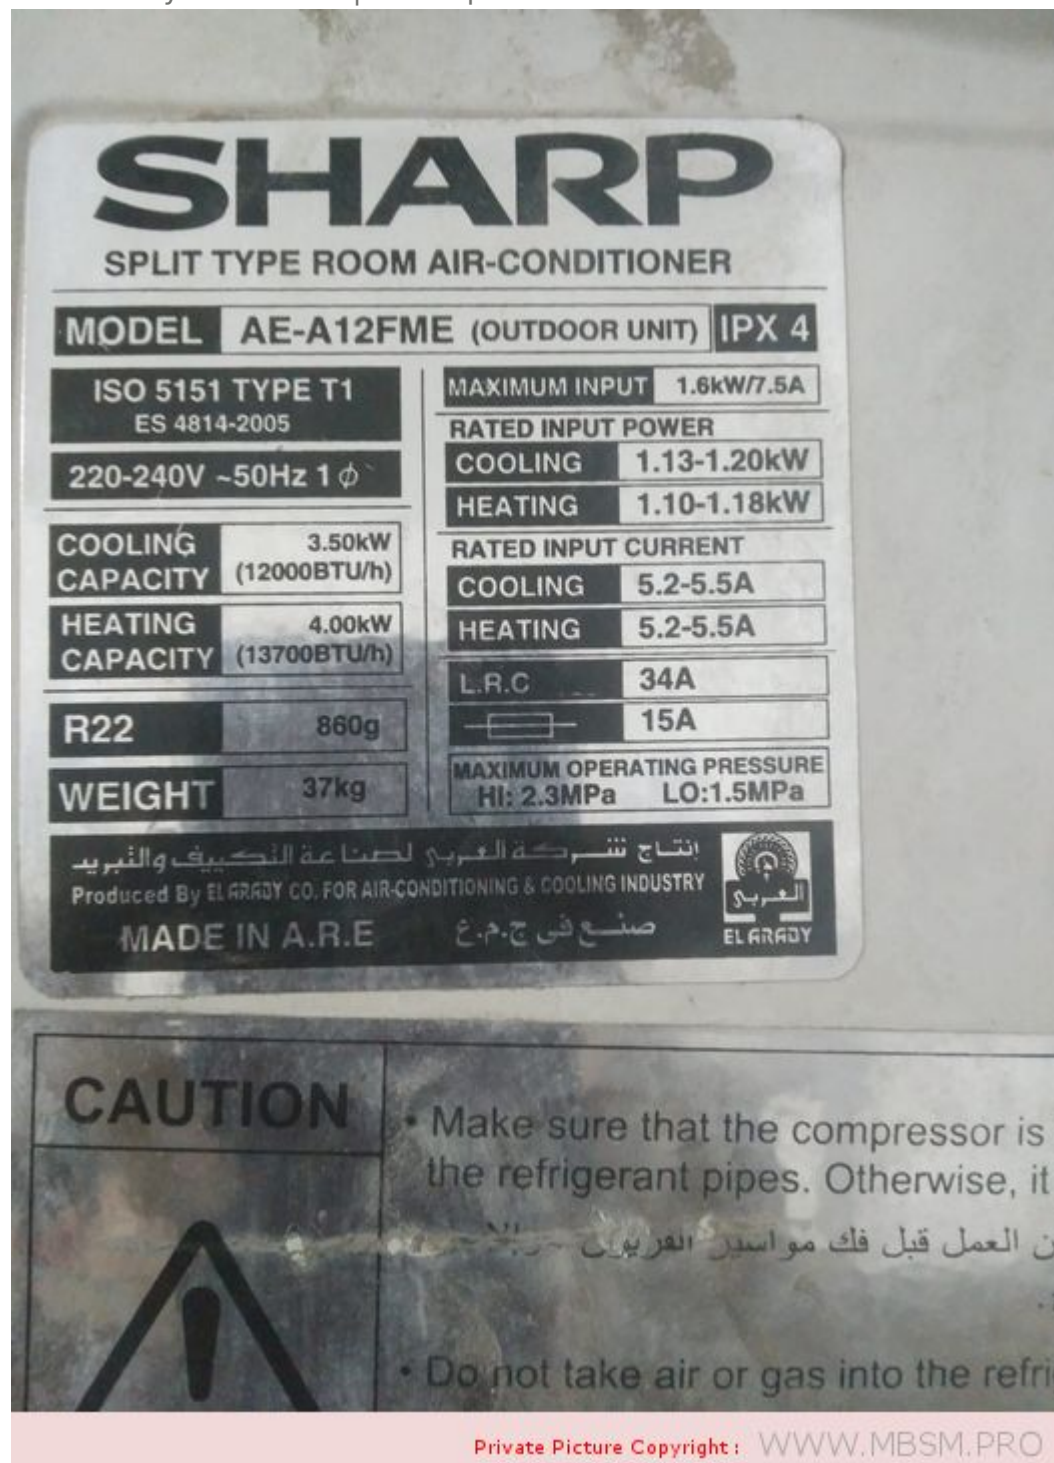 SHARP
SPLIT TYPE ROOM AIR-CONDITIONER
MODEL AE-A12FME (OUTDOOR UNIT) IPX 4
ISO 5151 TYPE T1
ES 4814-2005
220-240V ~50Hz 1 ϕ
COOLING CAPACITY 3.50kW (12000BTU/h)
HEATING CAPACITY 4.00kW (13700BTU/h)
R22 860g
WEIGHT 37kg
MAXIMUM INPUT 1.6kW/7.5A
RATED INPUT POWER
COOLING 1.13-1.20kW
HEATING 1.10-1.18kW
RATED INPUT CURRENT
COOLING 5.2-5.5A
HEATING 5.2-5.5A
L.R.C 34A
15A
MAXIMUM OPERATING PRESSURE
HI: 2.3MPa LO:1.5MPa
إنتاج شركة العربي لصناعة التكييف والتبريد
Produced By EL ARABY CO. FOR AIR-CONDITIONING & COOLING INDUSTRY
MADE IN A.R.E صنع فى ج.م.ع
العربي
EL ARABY
CAUTION
• Make sure that the compressor is
the refrigerant pipes. Otherwise, it
العمل قبل فك مواسير الفريون
• Do not take air or gas into the refri
Private Picture Copyright : WWW.MBSM.PRO